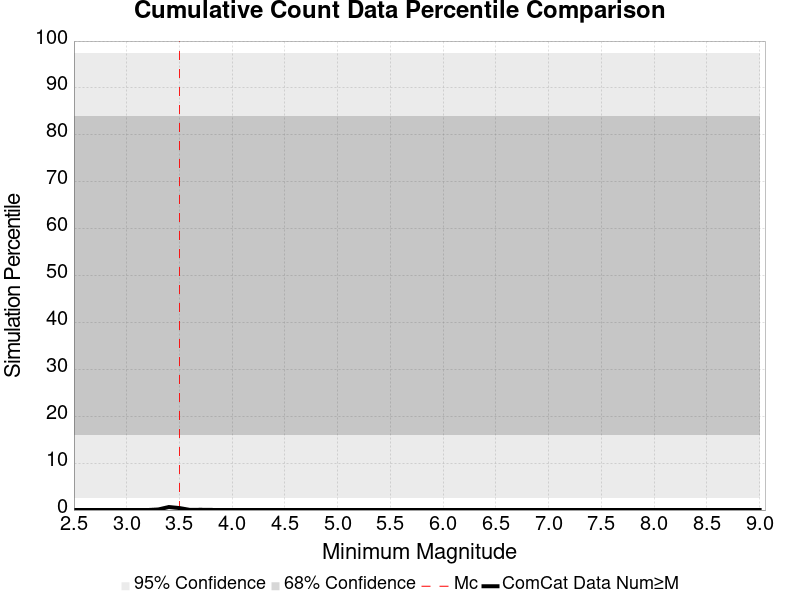 Cumulative Count Data Percentile Comparison
100
90
80
70
60
50
40
30
20
10
0
Simulation Percentile
2.5 3.0 3.5 4.0 4.5 5.0 5.5 6.0 6.5 7.0 7.5 8.0 8.5 9.0
Minimum Magnitude
95% Confidence 68% Confidence Mc ComCat Data Num≥M